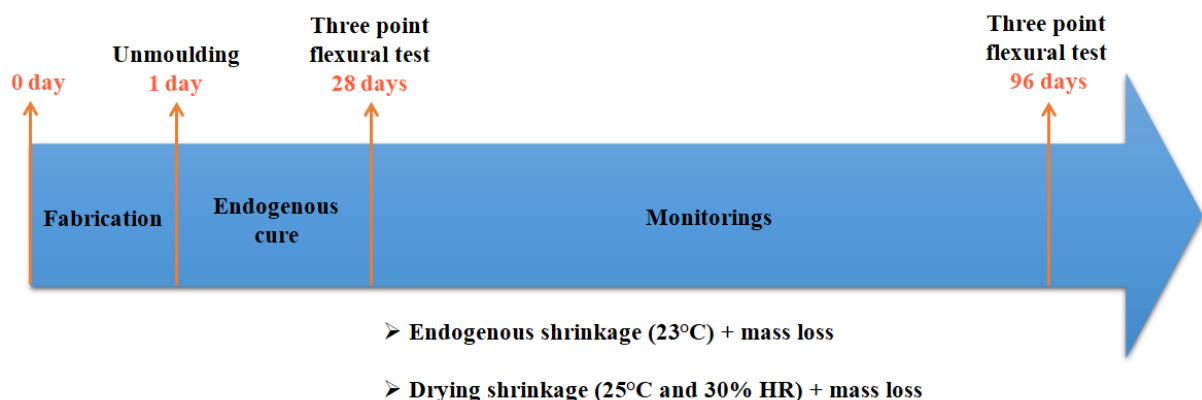 0 day
Unmoulding
1 day
Three point
flexural test
28 days
Three point
flexural test
96 days
Fabrication
Endogenous
cure
Monitorings
➢ Endogenous shrinkage (23°C) + mass loss
➢ Drying shrinkage (25°C and 30% HR) + mass loss